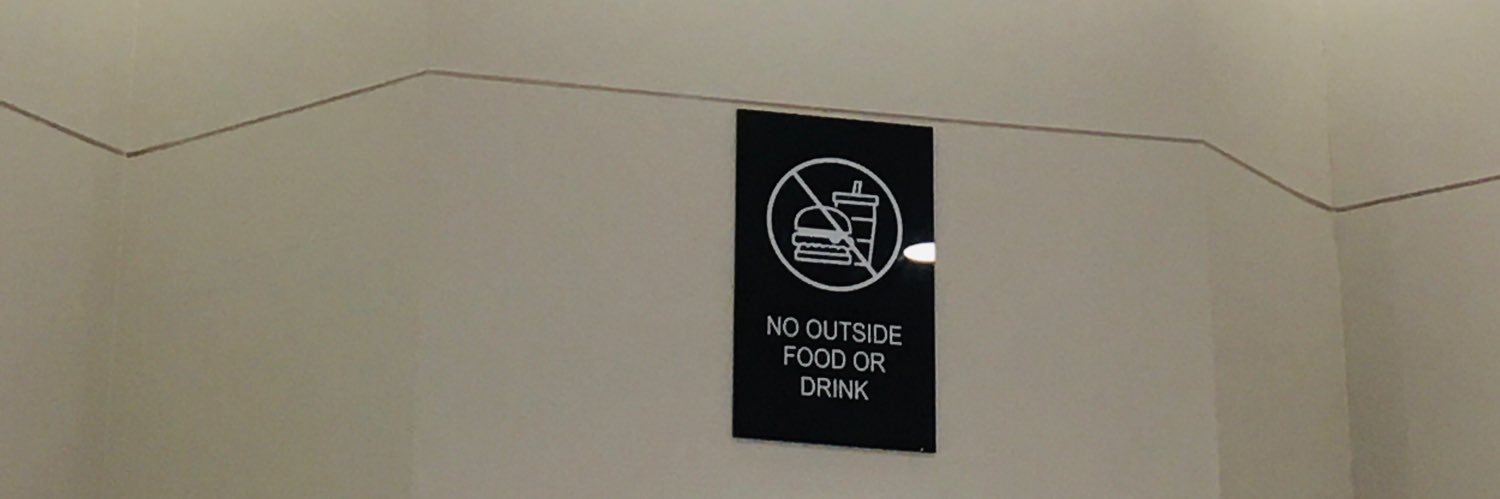 NO OUTSIDE
FOOD OR
DRINK